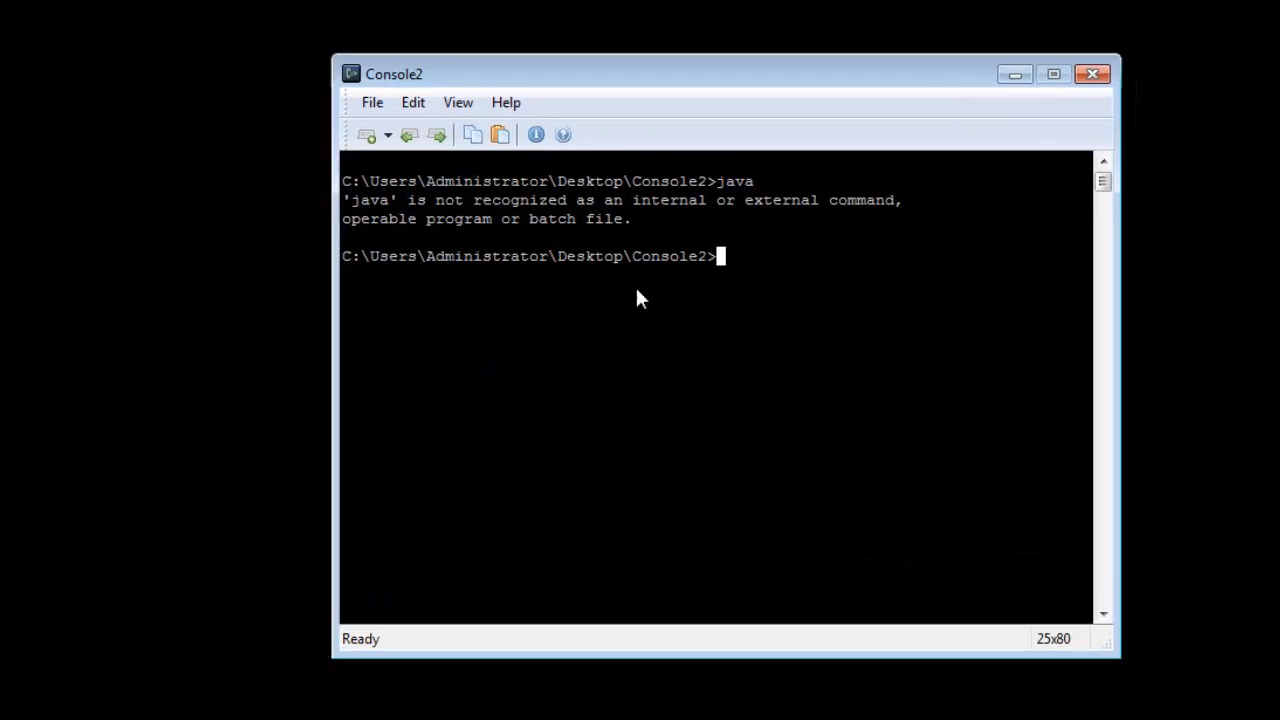 Console2
File Edit View Help
C:\Users\Administrator\Desktop\Console2>java
'java' is not recognized as an internal or external command,
operable program or batch file.
C:\Users\Administrator\Desktop\Console2>
Ready 25x80